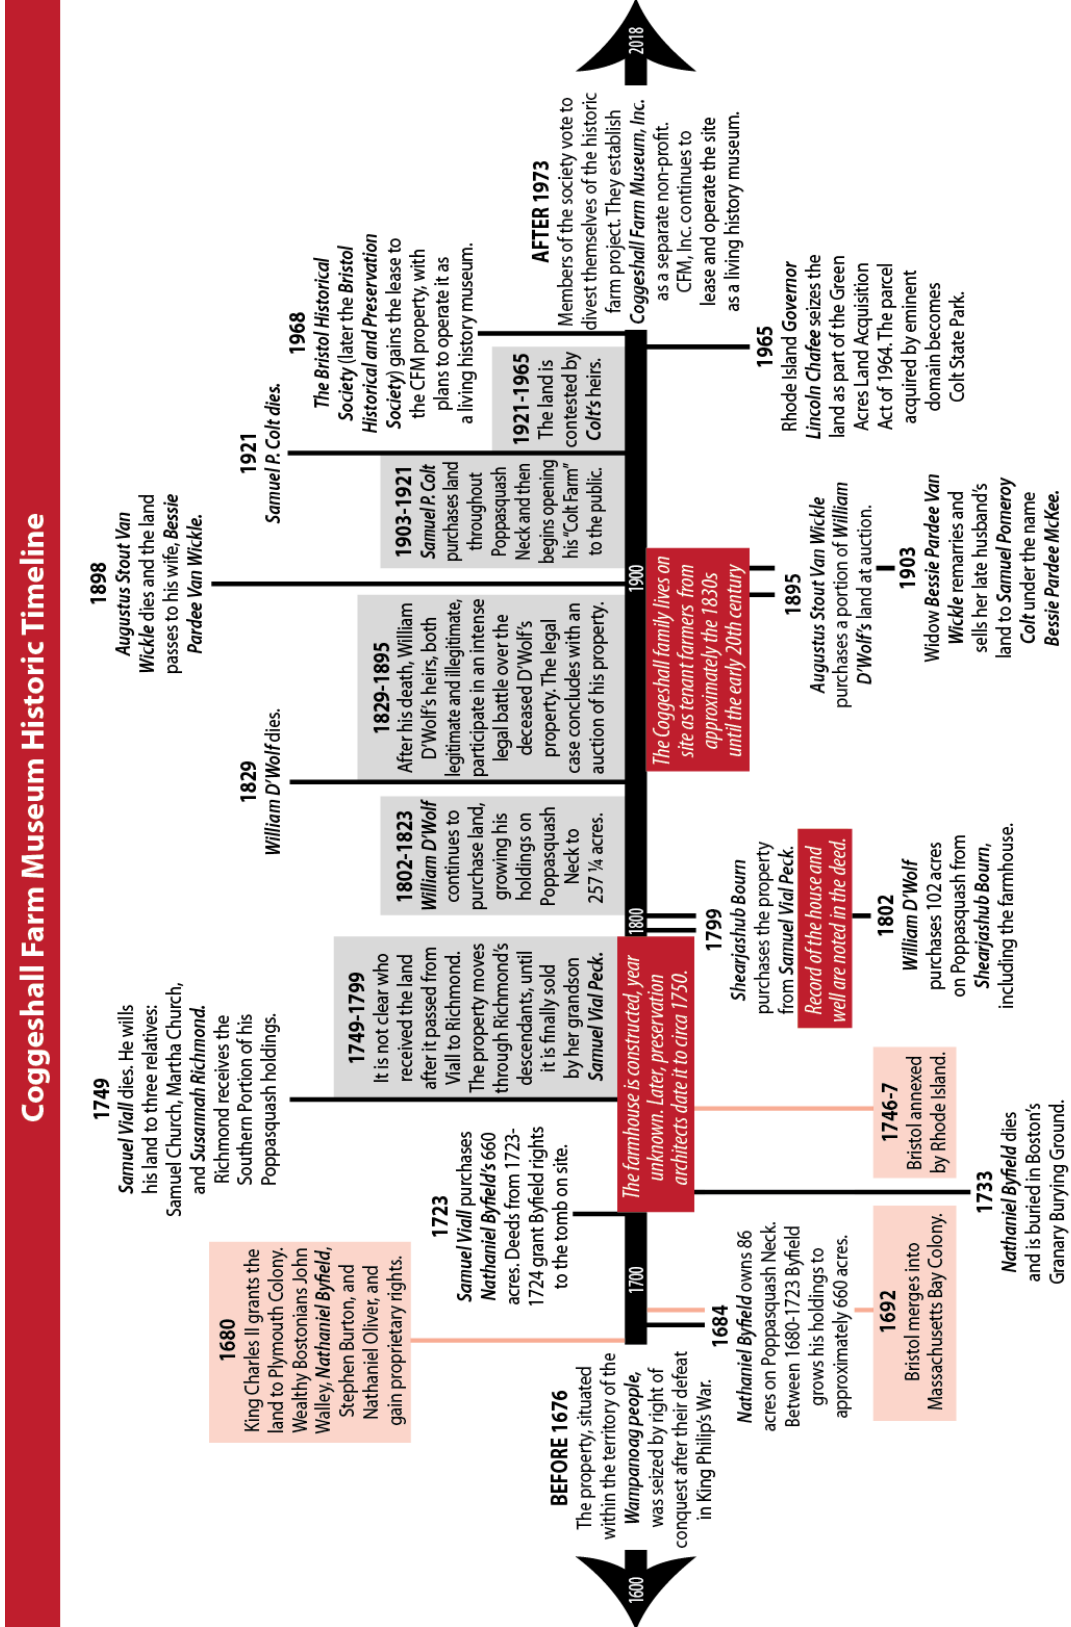 Coggeshall Farm Museum Historic Timeline
1600
BEFORE 1676
The property, situated
within the territory of the
Wampanoag people,
was seized by right of
conquest after their defeat
in King Philip's War.
1680
King Charles II grants the
land to Plymouth Colony.
Wealthy Bostonians John
Walley, Nathaniel Byfield,
Stephen Burton, and
Nathaniel Oliver, and
gain proprietary rights.
1684
Nathaniel Byfield owns 86
acres on Poppasquash Neck.
Between 1680-1723 Byfield
grows his holdings to
approximately 660 acres.
1692
Bristol merges into
Massachusetts Bay Colony.
1700
1723
Samuel Viall purchases
Nathaniel Byfield's 660
acres. Deeds from 1723-
1724 grant Byfield rights
to the tomb on site.
1733
Nathaniel Byfield dies
and is buried in Boston's
Granary Burying Ground.
The farmhouse is constructed, year
unknown. Later, preservation
architects date it to circa 1750.
1746-7
Bristol annexed
by Rhode Island.
1749
Samuel Viall dies. He wills
his land to three relatives:
Samuel Church, Martha Church,
and Susannah Richmond.
Richmond receives the
Southern Portion of his
Poppasquash holdings.
1749-1799
It is not clear who
received the land
after it passed from
Viall to Richmond.
The property moves
through Richmond's
descendants, until
it is finally sold
by her grandson
Samuel Vial Peck.
1799
Shearjashub Bourn
purchases the property
from Samuel Vial Peck.
Record of the house and
well are noted in the deed.
1800
1802
William D'Wolf
purchases 102 acres
on Poppasquash from
Shearjashub Bourn,
including the farmhouse.
1802-1823
William D'Wolf
continues to
purchase land,
growing his
holdings on
Poppasquash
Neck to
257 ¼ acres.
1829
William D'Wolf dies.
1829-1895
After his death, William
D'Wolf's heirs, both
legitimate and illegitimate,
participate in an intense
legal battle over the
deceased D'Wolf's
property. The legal
case concludes with an
auction of his property.
The Coggeshall family lives on
site as tenant farmers from
approximately the 1830s
until the early 20th century
1895
Augustus Stout Van Wickle
purchases a portion of William
D'Wolf's land at auction.
1898
Augustus Stout Van
Wickle dies and the land
passes to his wife, Bessie
Pardee Van Wickle.
1900
1903
Widow Bessie Pardee Van
Wickle remarries and
sells her late husband's
land to Samuel Pomeroy
Colt under the name
Bessie Pardee McKee.
1903-1921
Samuel P. Colt
purchases land
throughout
Poppasquash
Neck and then
begins opening
his "Colt Farm"
to the public.
1921
Samuel P. Colt dies.
1921-1965
The land is
contested by
Colt's heirs.
1965
Rhode Island Governor
Lincoln Chafee seizes the
land as part of the Green
Acres Land Acquisition
Act of 1964. The parcel
acquired by eminent
domain becomes
Colt State Park.
1968
The Bristol Historical
Society (later the Bristol
Historical and Preservation
Society) gains the lease to
the CFM property, with
plans to operate it as
a living history museum.
AFTER 1973
Members of the society vote to
divest themselves of the historic
farm project. They establish
Coggeshall Farm Museum, Inc.
as a separate non-profit.
CFM, Inc. continues to
lease and operate the site
as a living history museum.
2018